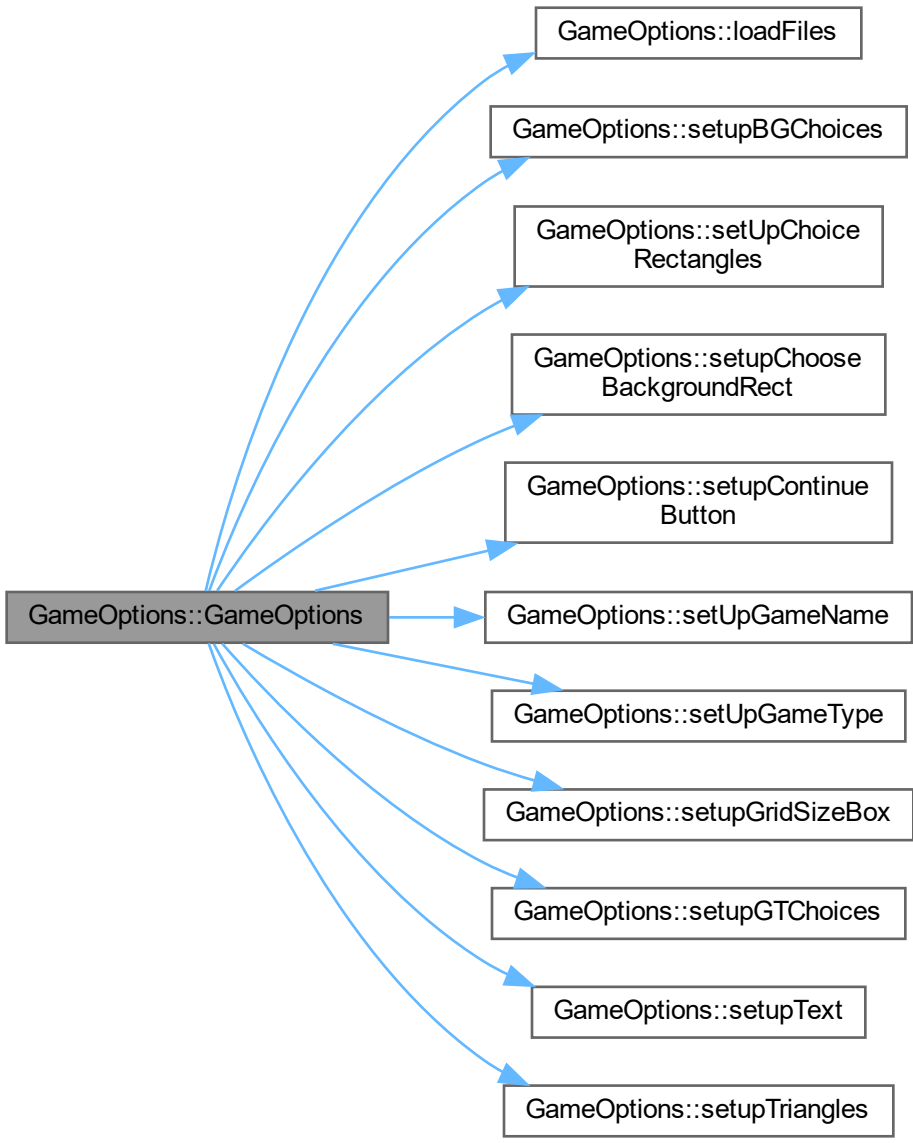 GameOptions::loadFiles
GameOptions::setupBGChoices
GameOptions::setUpChoice
Rectangles
GameOptions::setupChoose
BackgroundRect
GameOptions::setupContinue
Button
GameOptions::GameOptions
GameOptions::setUpGameName
GameOptions::setUpGameType
GameOptions::setupGridSizeBox
GameOptions::setupGTChoices
GameOptions::setupText
GameOptions::setupTriangles